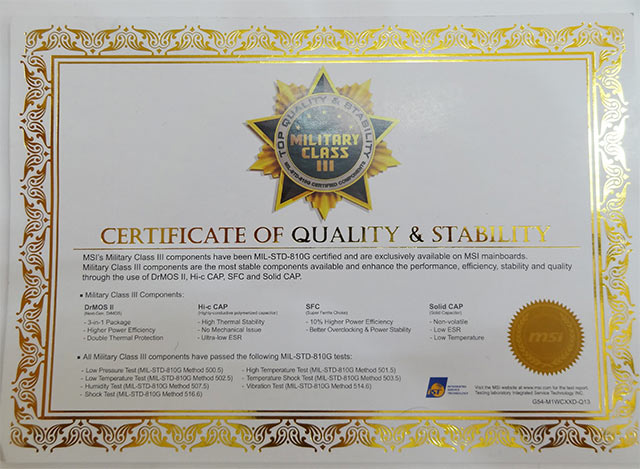 TOP QUALITY & STABILITY
MILITARY
CLASS
III
MIL-STD-810G CERTIFIED COMPONENTS
CERTIFICATE OF QUALITY & STABILITY
MSI's Military Class III components have been MIL-STD-810G certified and are exclusively available on MSI mainboards.
Military Class III components are the most stable components available and enhance the performance, efficiency, stability and quality
through the use of DrMOS II, Hi-c CAP, SFC and Solid CAP.
• Military Class III Components:
DrMOS II
(Next-Gen. DrMOS)
- 3-in-1 Package
- Higher Power Efficiency
- Double Thermal Protection
Hi-c CAP
(Highly-conductive polymerized capacitor)
- High Thermal Stability
- No Mechanical Issue
- Ultra-low ESR
SFC
(Super Ferrite Choke)
- 10% Higher Power Efficiency
- Better Overclocking & Power Stability
Solid CAP
(Solid Capacitor)
- Non-volatile
- Low ESR
- Low Temperature
msi
• All Military Class III components have passed the following MIL-STD-810G tests:
- Low Pressure Test (MIL-STD-810G Method 500.5)
- Low Temperature Test (MIL-STD-810G Method 502.5)
- Humidity Test (MIL-STD-810G Method 507.5)
- Shock Test (MIL-STD-810G Method 516.6)
- High Temperature Test (MIL-STD-810G Method 501.5)
- Temperature Shock Test (MIL-STD-810G Method 503.5)
- Vibration Test (MIL-STD-810G Method 514.6)
iST
INTEGRATED
SERVICE
TECHNOLOGY
Visit the MSI website at www.msi.com for the test report.
Testing laboratory: Integrated Service Technology INC.
G54-M1WCXXD-Q13